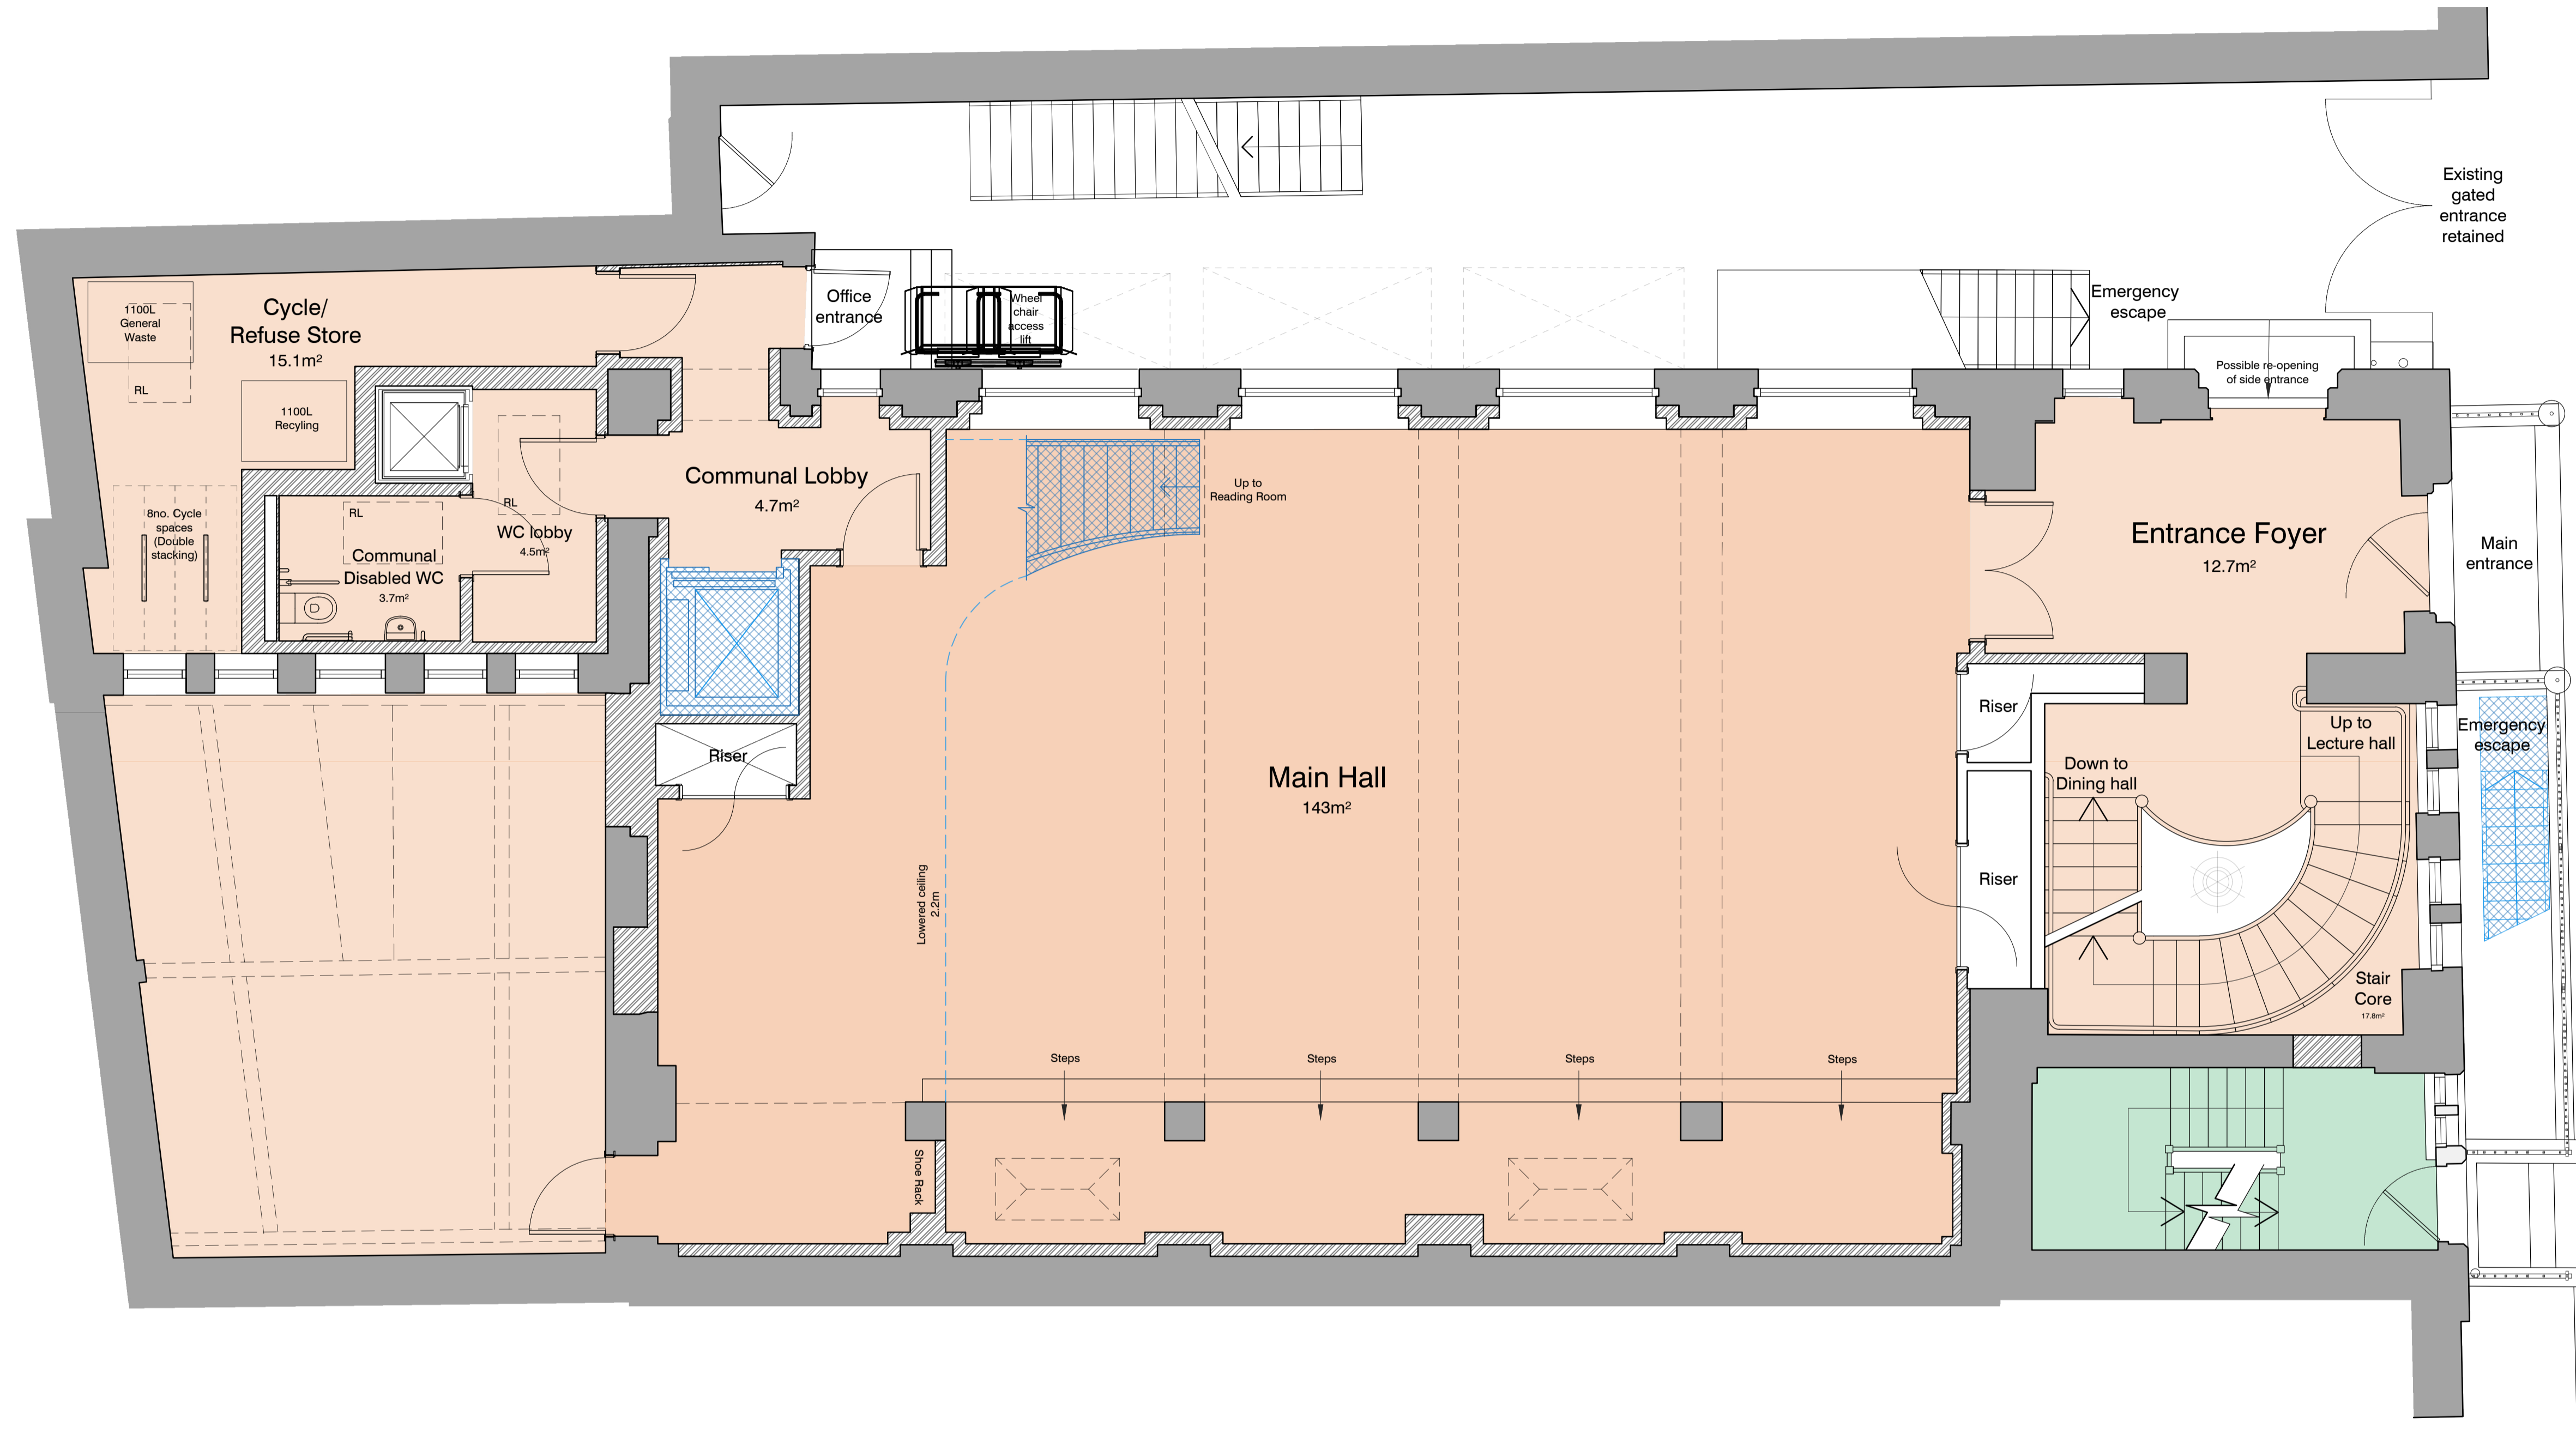 Existing
gated
entrance
retained
Office
entrance
Wheel
chair
access
lift
Emergency
escape
Possible re-opening
of side entrance
1100L
General
Waste
RL
Cycle/
Refuse Store
15.1m²
1100L
Recyling
8no. Cycle
spaces
(Double
stacking)
RL
Communal
Disabled WC
3.7m²
RL
WC lobby
4.5m²
Communal Lobby
4.7m²
Up to
Reading Room
Entrance Foyer
12.7m²
Main
entrance
Riser
Main Hall
143m²
Lowered ceiling
2.2m
Riser
Riser
Down to
Dining hall
Up to
Lecture hall
Emergency
escape
Stair
Core
17.8m²
Steps
Steps
Steps
Steps
Shoe Rack